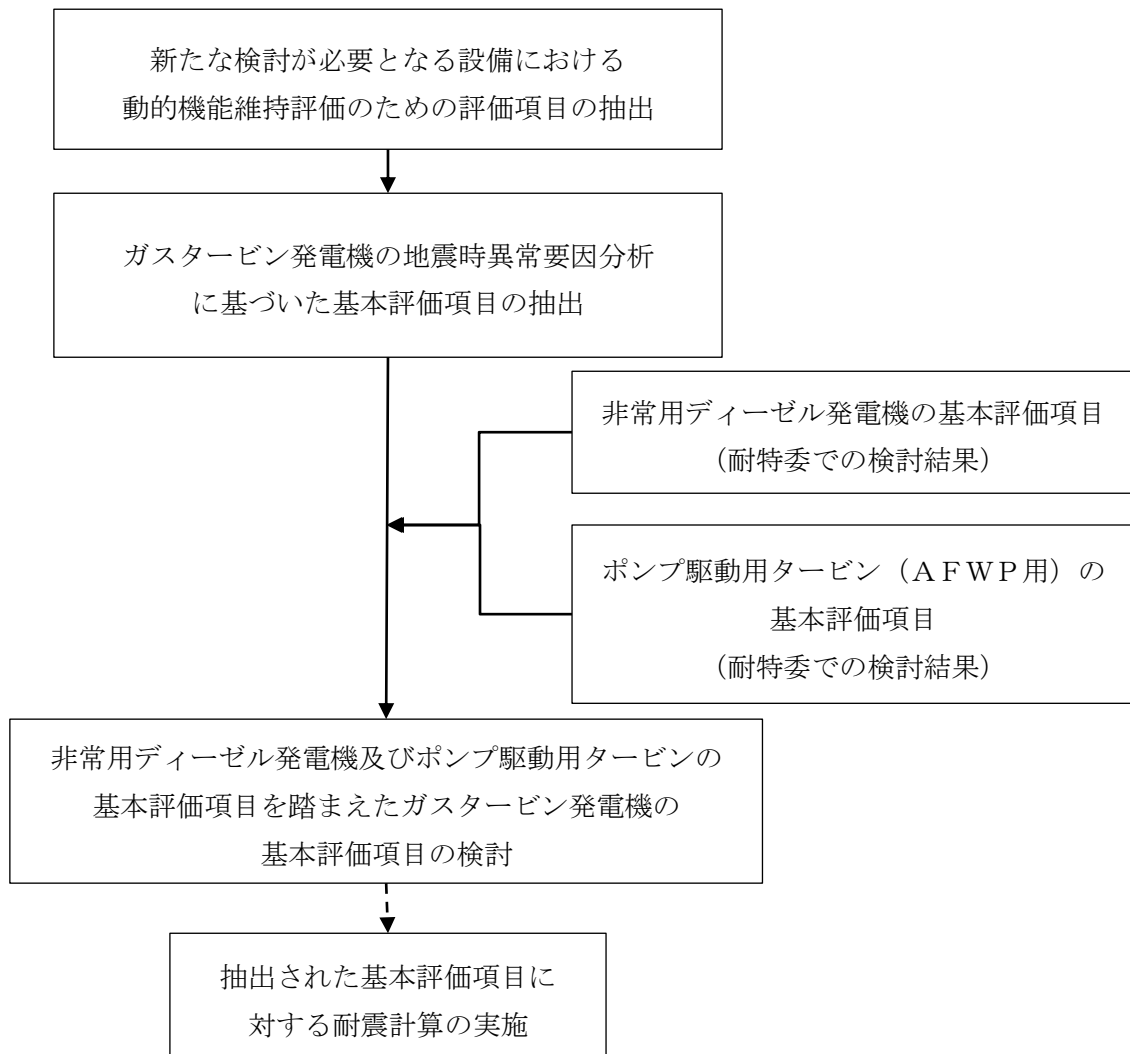 新たな検討が必要となる設備における
動的機能維持評価のための評価項目の抽出
ガスタービン発電機の地震時異常要因分析
に基づいた基本評価項目の抽出
非常用ディーゼル発電機の基本評価項目
（耐特委での検討結果）
ポンプ駆動用タービン（ＡＦＷＰ用）の
基本評価項目
（耐特委での検討結果）
非常用ディーゼル発電機及びポンプ駆動用タービンの
基本評価項目を踏まえたガスタービン発電機の
基本評価項目の検討
抽出された基本評価項目に
対する耐震計算の実施